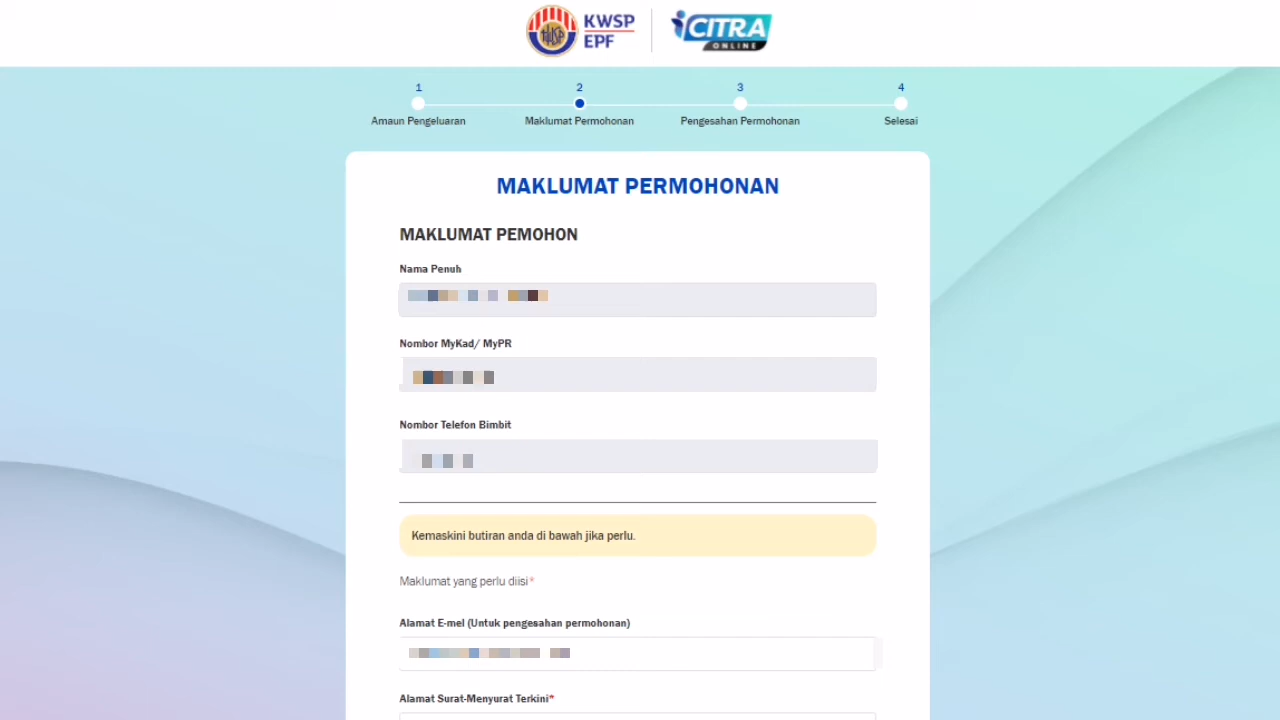 KWSP
EPF
iCITRA
ONLINE
1
2
3
4
Amaun Pengeluaran
Maklumat Permohonan
Pengesahan Permohonan
Selesai
MAKLUMAT PERMOHONAN
MAKLUMAT PEMOHON
Nama Penuh
Nombor MyKad/ MyPR
Nombor Telefon Bimbit
Kemaskini butiran anda di bawah jika perlu.
Maklumat yang perlu diisi*
Alamat E-mel (Untuk pengesahan permohonan)
Alamat Surat-Menyurat Terkini*